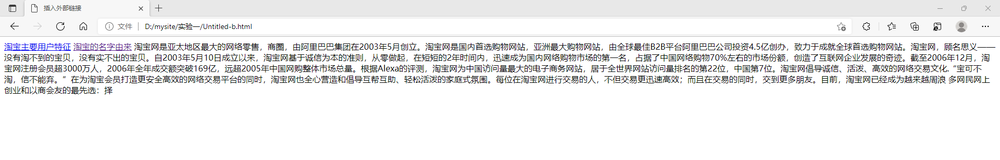 插入外部链接
文件
D:/mysite/实验一/Untitled-b.html
淘宝主要用户特征 淘宝的名字由来 淘宝网是亚太地区最大的网络零售，商圈，由阿里巴巴集团在2003年5月创立。淘宝网是国内首选购物网站，亚洲最大购物网站，由全球最佳B2B平台阿里巴巴公司投资4.5亿创办，致力于成就全球首选购物网站。淘宝网，顾名思义——
没有淘不到的宝贝，没有实不出的宝贝。自2003年5月10日成立以来，淘宝网基于诚信为本的准则，从零做起，在短短的2年时间内，迅速成为国内网络购物市场的第一名，占据了中国网络购物70%左右的市场份额，创造了互联网企业发展的奇迹。截至2006年12月，淘
宝网注册会员超3000万人，2006年全年成交额突破169亿，远超2005年中国网购整体市场总量。根据Alexa的评测，淘宝网为中国访问量最大的电子商务网站，居于全世界网站访问量排名的第22位，中国第7位。淘宝网倡导诚信、活泼、高效的网络交易文化.“宝可不
淘，信不能弃。”在为淘宝会员打造更安全高效的网络交易平台的同时，淘宝网也全心营造和倡导互帮互助、轻松活泼的家庭式氛围。每位在淘宝网进行交易的人，不但交易更迅速高效；而且在交易的同时，交到更多朋友。目前，淘宝网已经成为越来越周浪 多网民网上
创业和以商会友的最先选：择